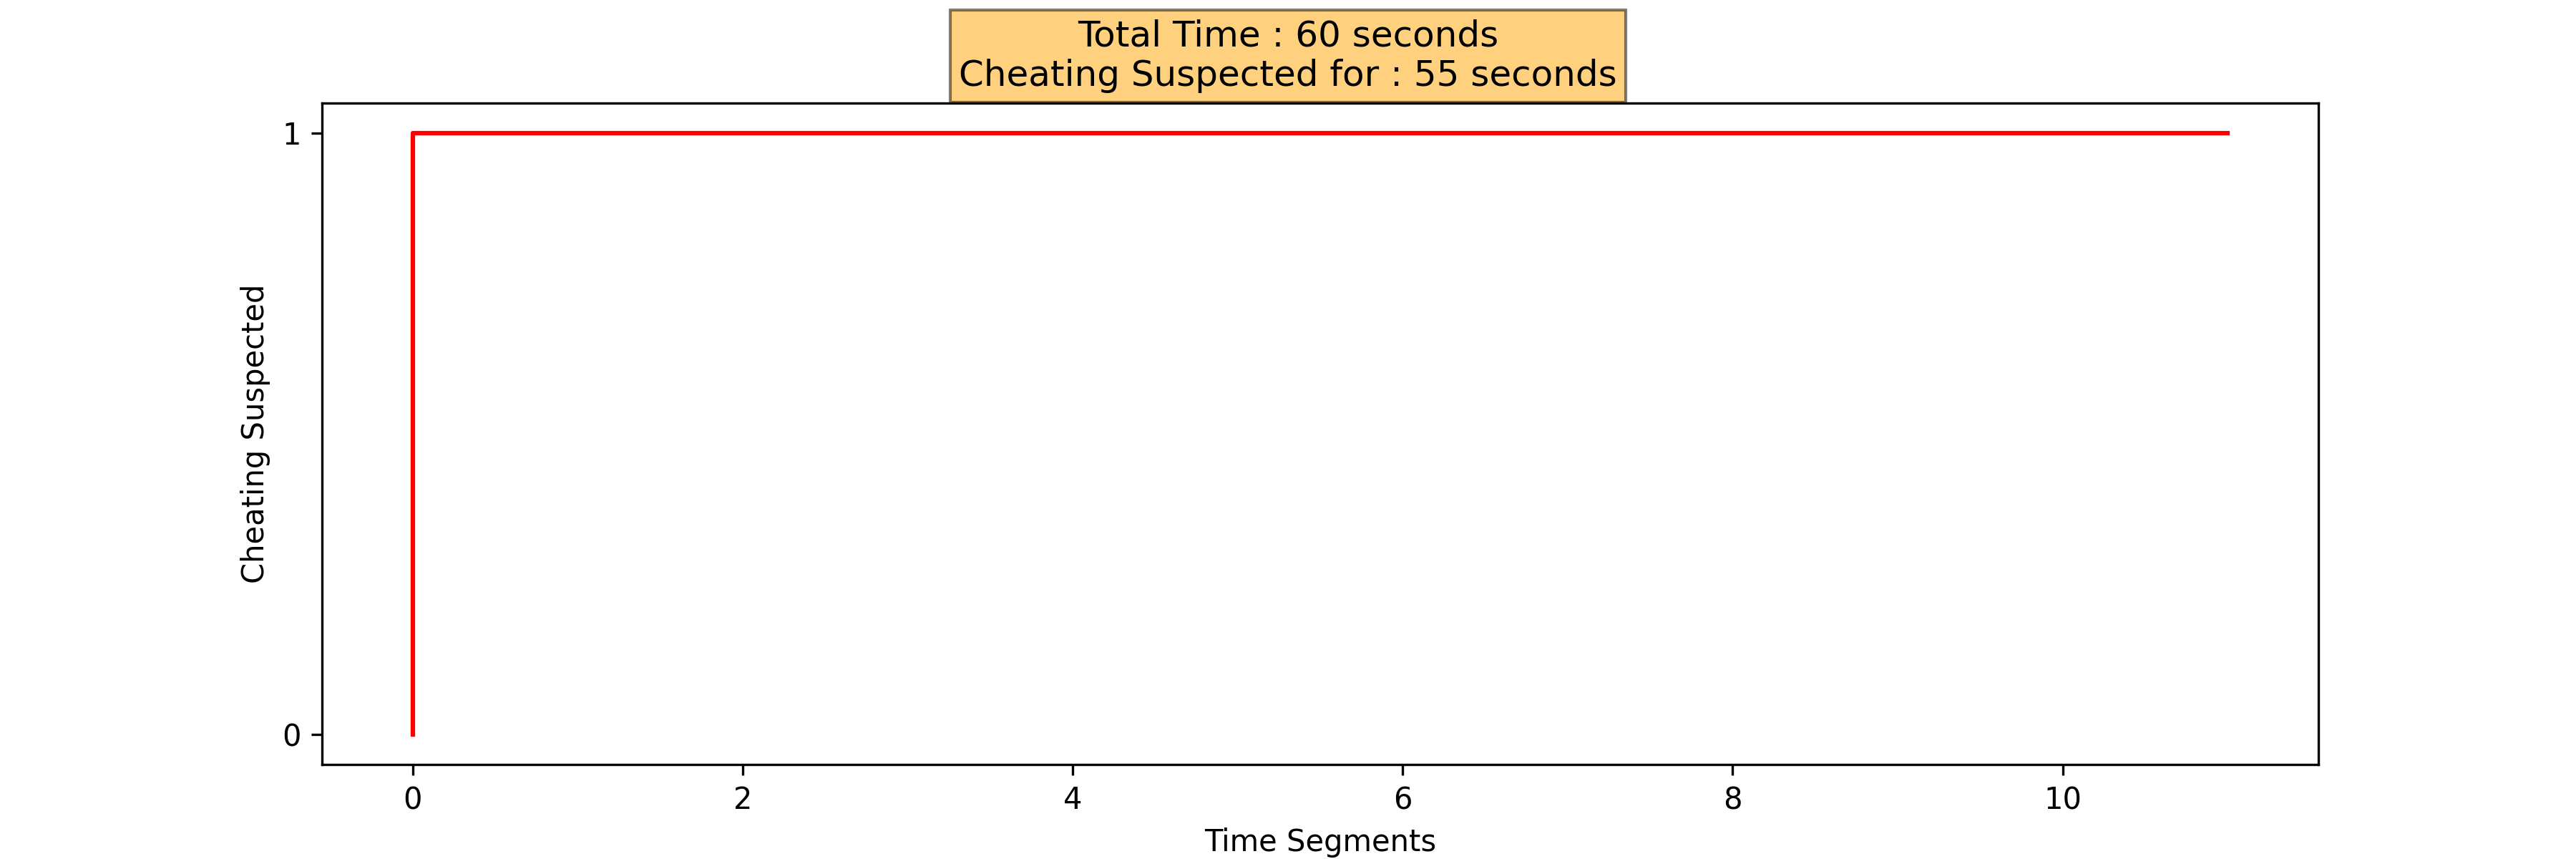 Total Time : 60 seconds
Cheating Suspected for : 55 seconds
1
0
Cheating Suspected
0 2 4 6 8 10
Time Segments